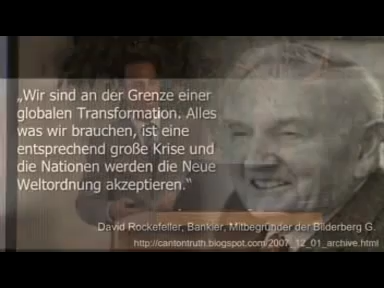 „Wir sind an der Grenze einer
globalen Transformation. Alles
was wir brauchen, ist eine
entsprechend große Krise und
die Nationen werden die Neue
Weltordnung akzeptieren.“
David Rockefeller, Bankier, Mitbegründer der Bilderberg G.
http://cantontruth.blogspot.com/2007_12_01_archive.html